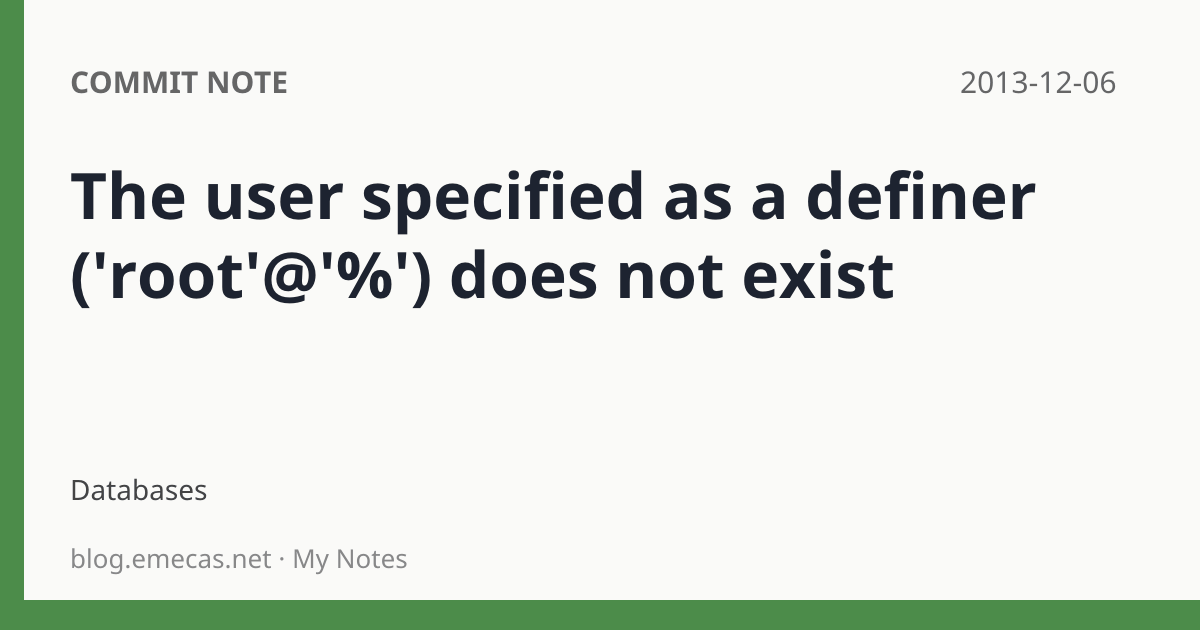 COMMIT NOTE
2013-12-06
The user specified as a definer
('root'@'%') does not exist
Databases
blog.emecas.net · My Notes